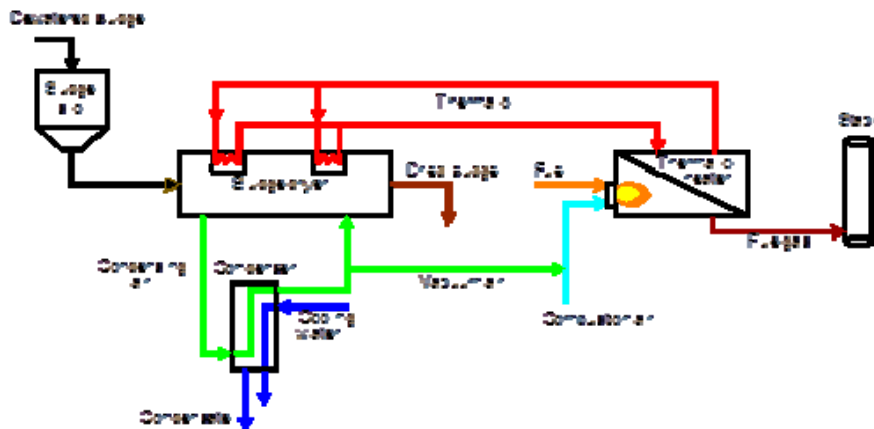 Dewatered sludge
Sludge
silo
Thermal oil
Stack
Thermal oil
heater
Sludge dryer
Dried sludge
Fuel
Flue gas
Condensing
air
Condenser
Vacuum air
Cooling
water
Combustion air
Condensate